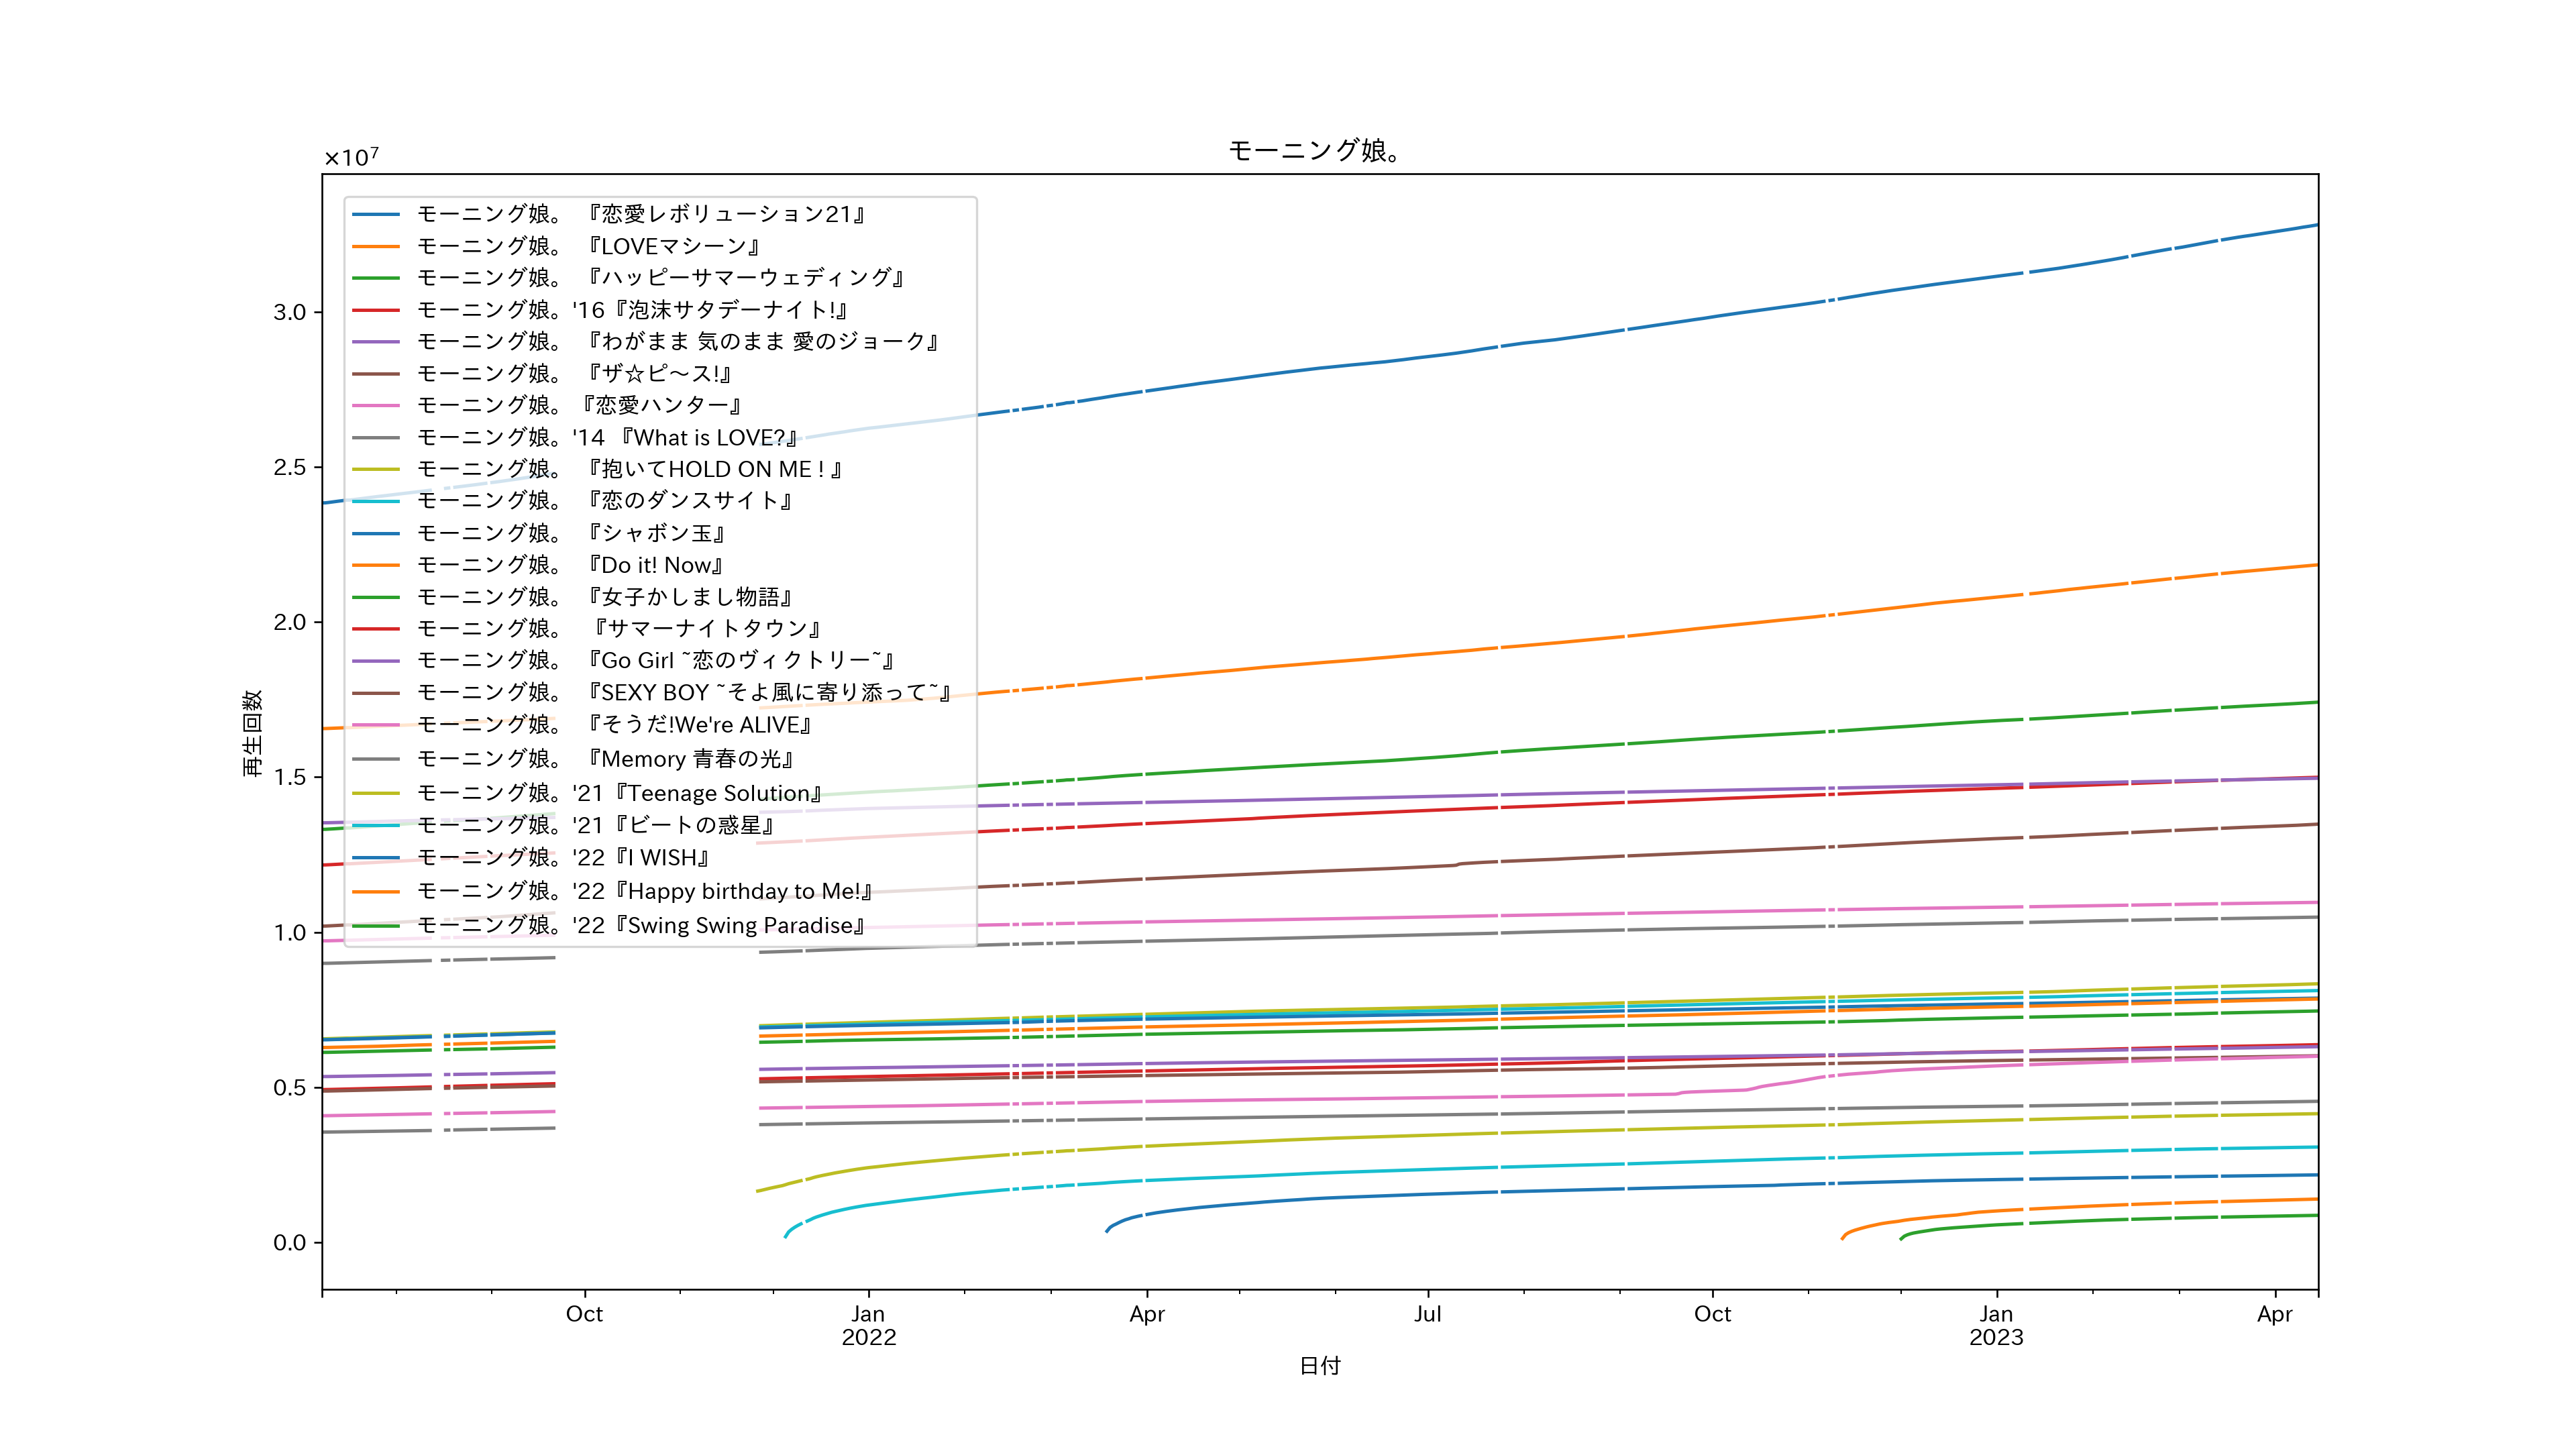 モーニング娘。
×10⁷
モーニング娘。 『恋愛レボリューション21』
モーニング娘。 『LOVEマシーン』
モーニング娘。 『ハッピーサマーウェディング』
モーニング娘。'16『泡沫サタデーナイト!』
モーニング娘。 『わがまま 気のまま 愛のジョーク』
モーニング娘。 『ザ☆ピ〜ス!』
モーニング娘。『恋愛ハンター』
モーニング娘。'14 『What is LOVE?』
モーニング娘。 『抱いてHOLD ON ME！』
モーニング娘。 『恋のダンスサイト』
モーニング娘。 『シャボン玉』
モーニング娘。 『Do it! Now』
モーニング娘。 『女子かしまし物語』
モーニング娘。　『サマーナイトタウン』
モーニング娘。 『Go Girl ~恋のヴィクトリー~』
モーニング娘。 『SEXY BOY ~そよ風に寄り添って~』
モーニング娘。 『そうだ!We're ALIVE』
モーニング娘。 『Memory 青春の光』
モーニング娘。'21『Teenage Solution』
モーニング娘。'21『ビートの惑星』
モーニング娘。'22『I WISH』
モーニング娘。'22『Happy birthday to Me!』
モーニング娘。'22『Swing Swing Paradise』
3.0
2.5
2.0
1.5
1.0
0.5
0.0
再生回数
Oct
Jan
2022
Apr
Jul
Oct
Jan
2023
Apr
日付